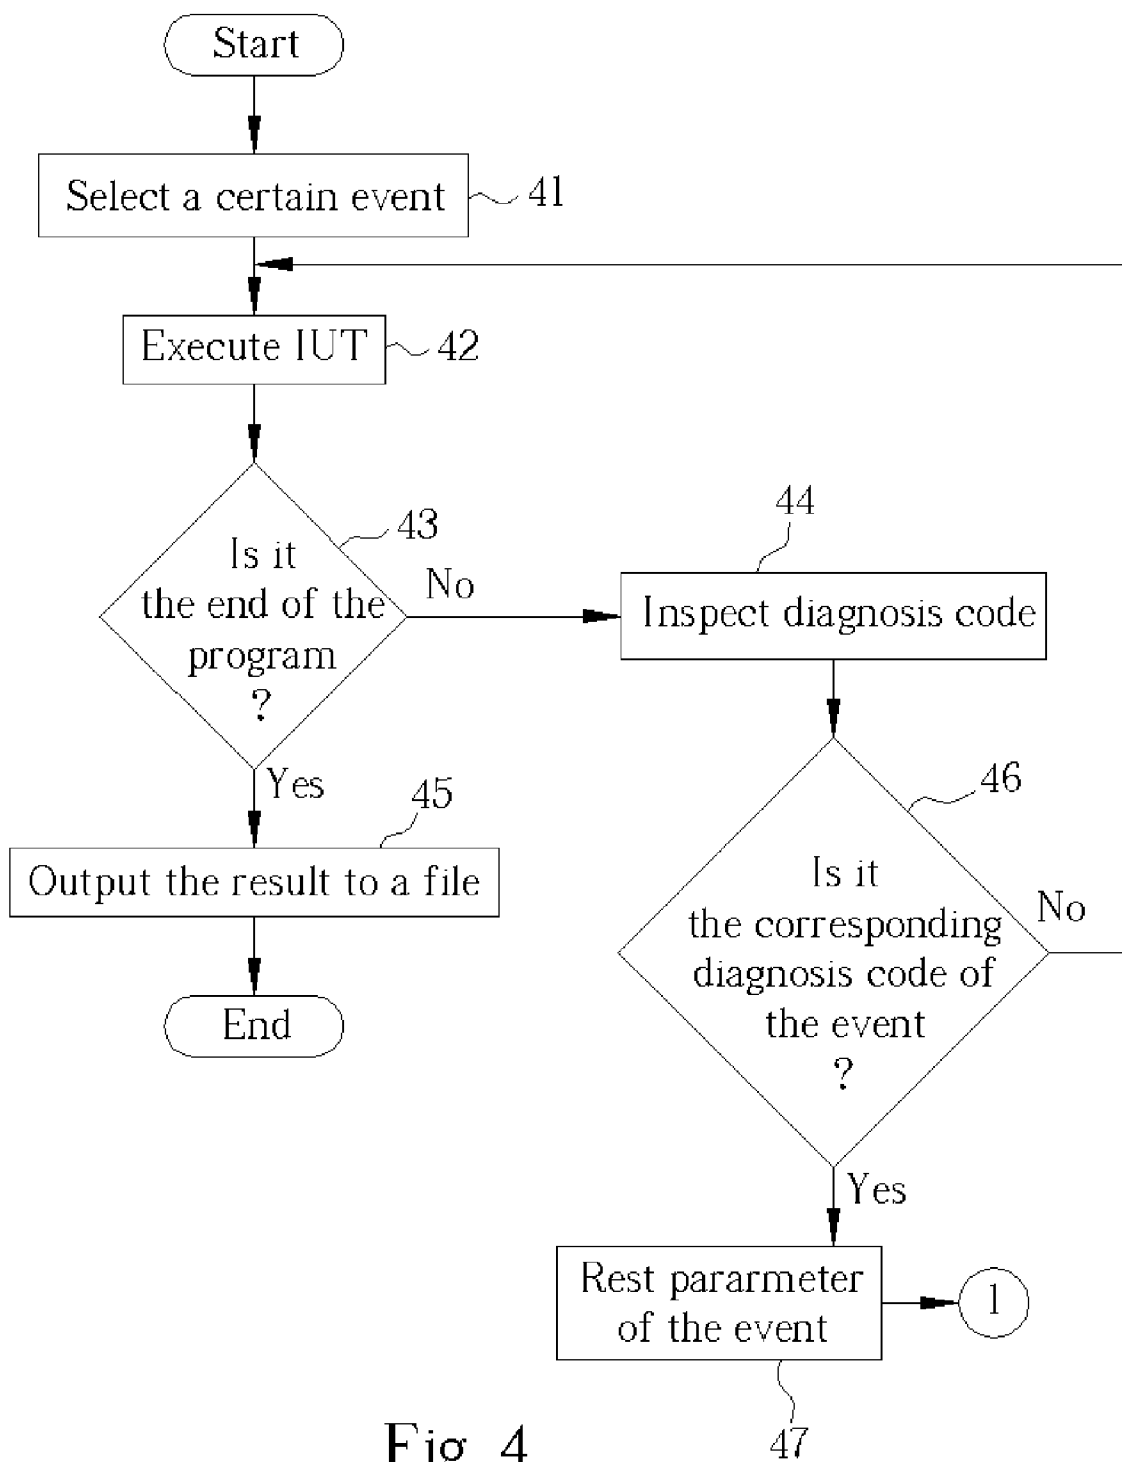 Start
Select a certain event
41
Execute IUT
42
43
Is it
the end of the
program
?
No
44
Inspect diagnosis code
Yes
45
Output the result to a file
End
46
Is it
the corresponding
diagnosis code of
the event
?
No
Yes
Rest pararmeter
of the event
1
47
Fig 4